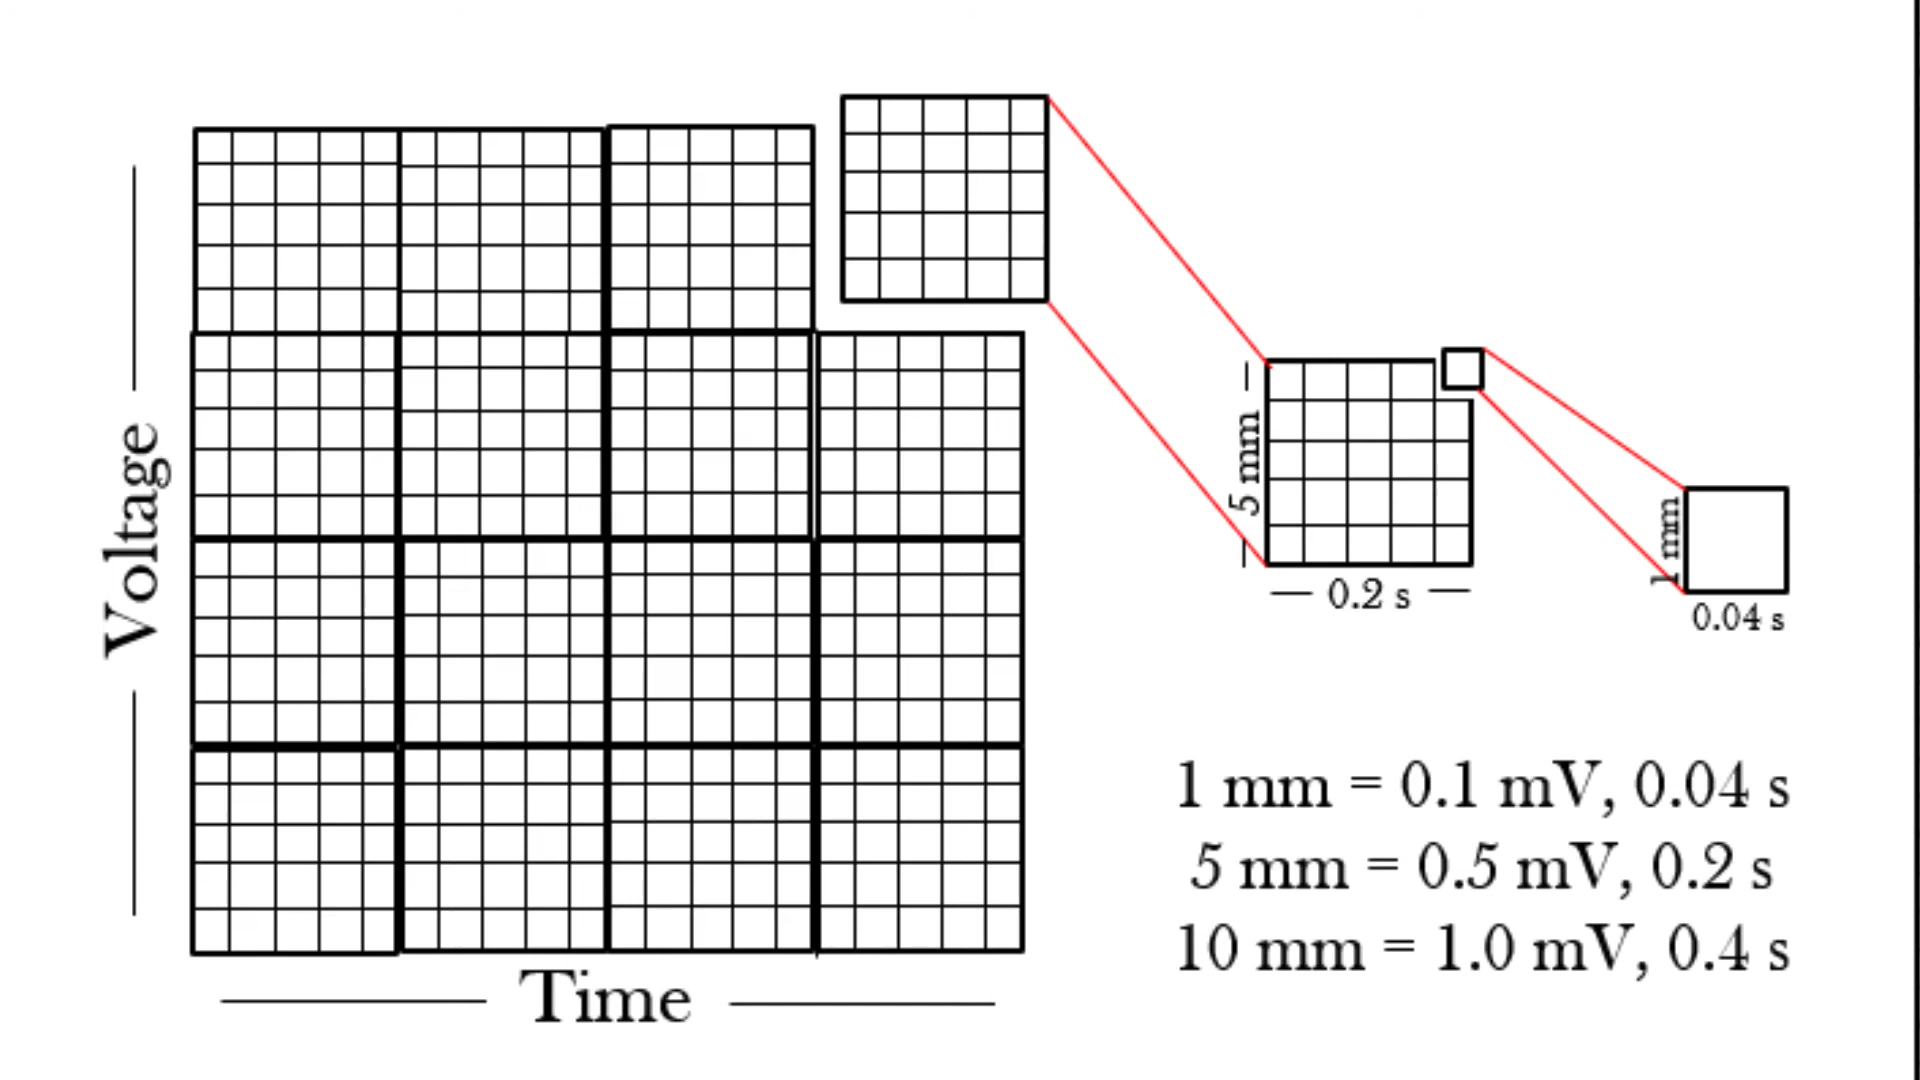 Voltage
Time
5 mm
0.2 s
1 mm
0.04 s
1 mm = 0.1 mV, 0.04 s
5 mm = 0.5 mV, 0.2 s
10 mm = 1.0 mV, 0.4 s